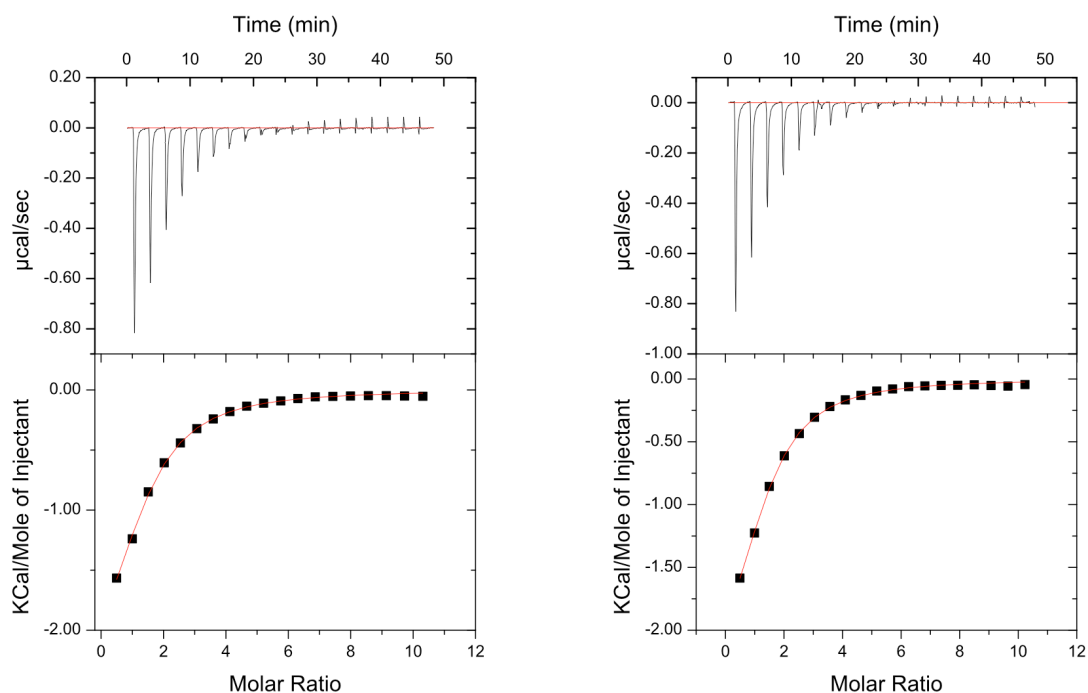 Time (min)
0 10 20 30 40 50
0.20
0.00
-0.20
-0.40
-0.60
-0.80
µcal/sec
0.00
-1.00
-2.00
KCal/Mole of Injectant
0 2 4 6 8 10 12
Molar Ratio
Time (min)
0 10 20 30 40 50
0.00
-0.20
-0.40
-0.60
-0.80
-1.00
µcal/sec
0.00
-0.50
-1.00
-1.50
-2.00
KCal/Mole of Injectant
0 2 4 6 8 10 12
Molar Ratio